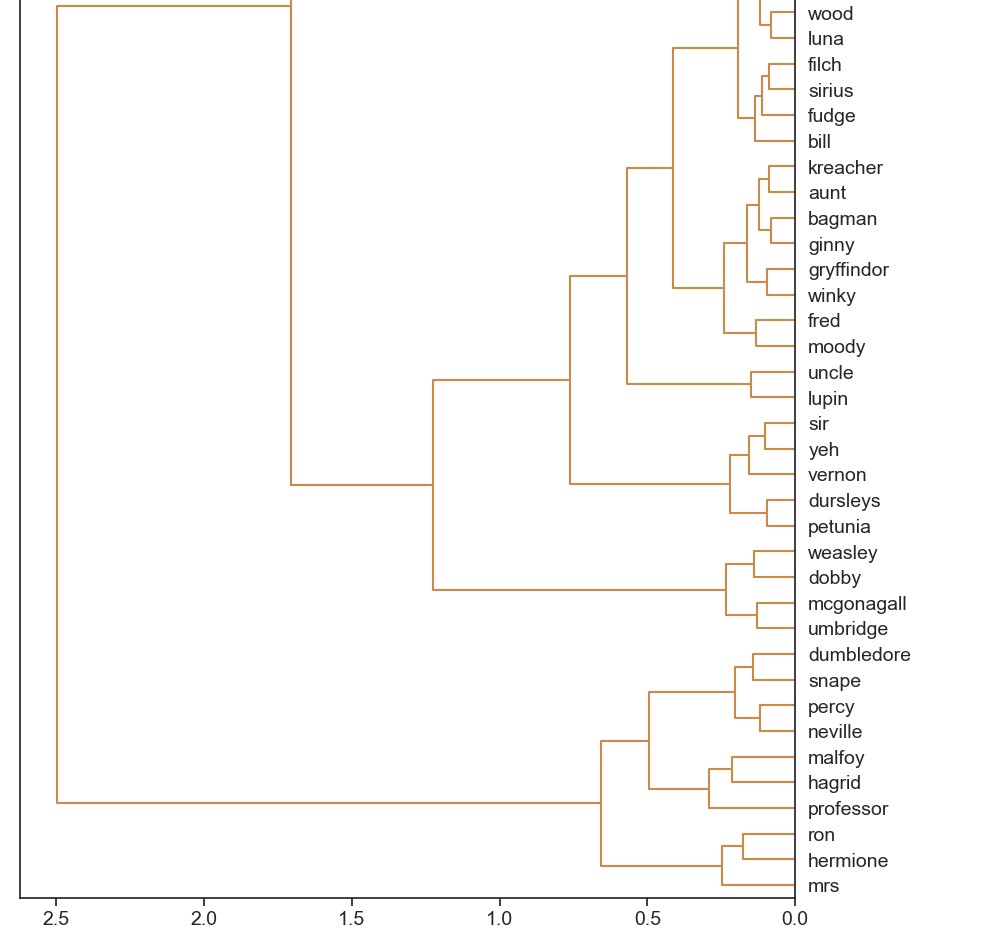 wood
luna
filch
sirius
fudge
bill
kreacher
aunt
bagman
ginny
gryffindor
winky
fred
moody
uncle
lupin
sir
yeh
vernon
dursleys
petunia
weasley
dobby
mcgonagall
umbridge
dumbledore
snape
percy
neville
malfoy
hagrid
professor
ron
hermione
mrs
2.5 2.0 1.5 1.0 0.5 0.0